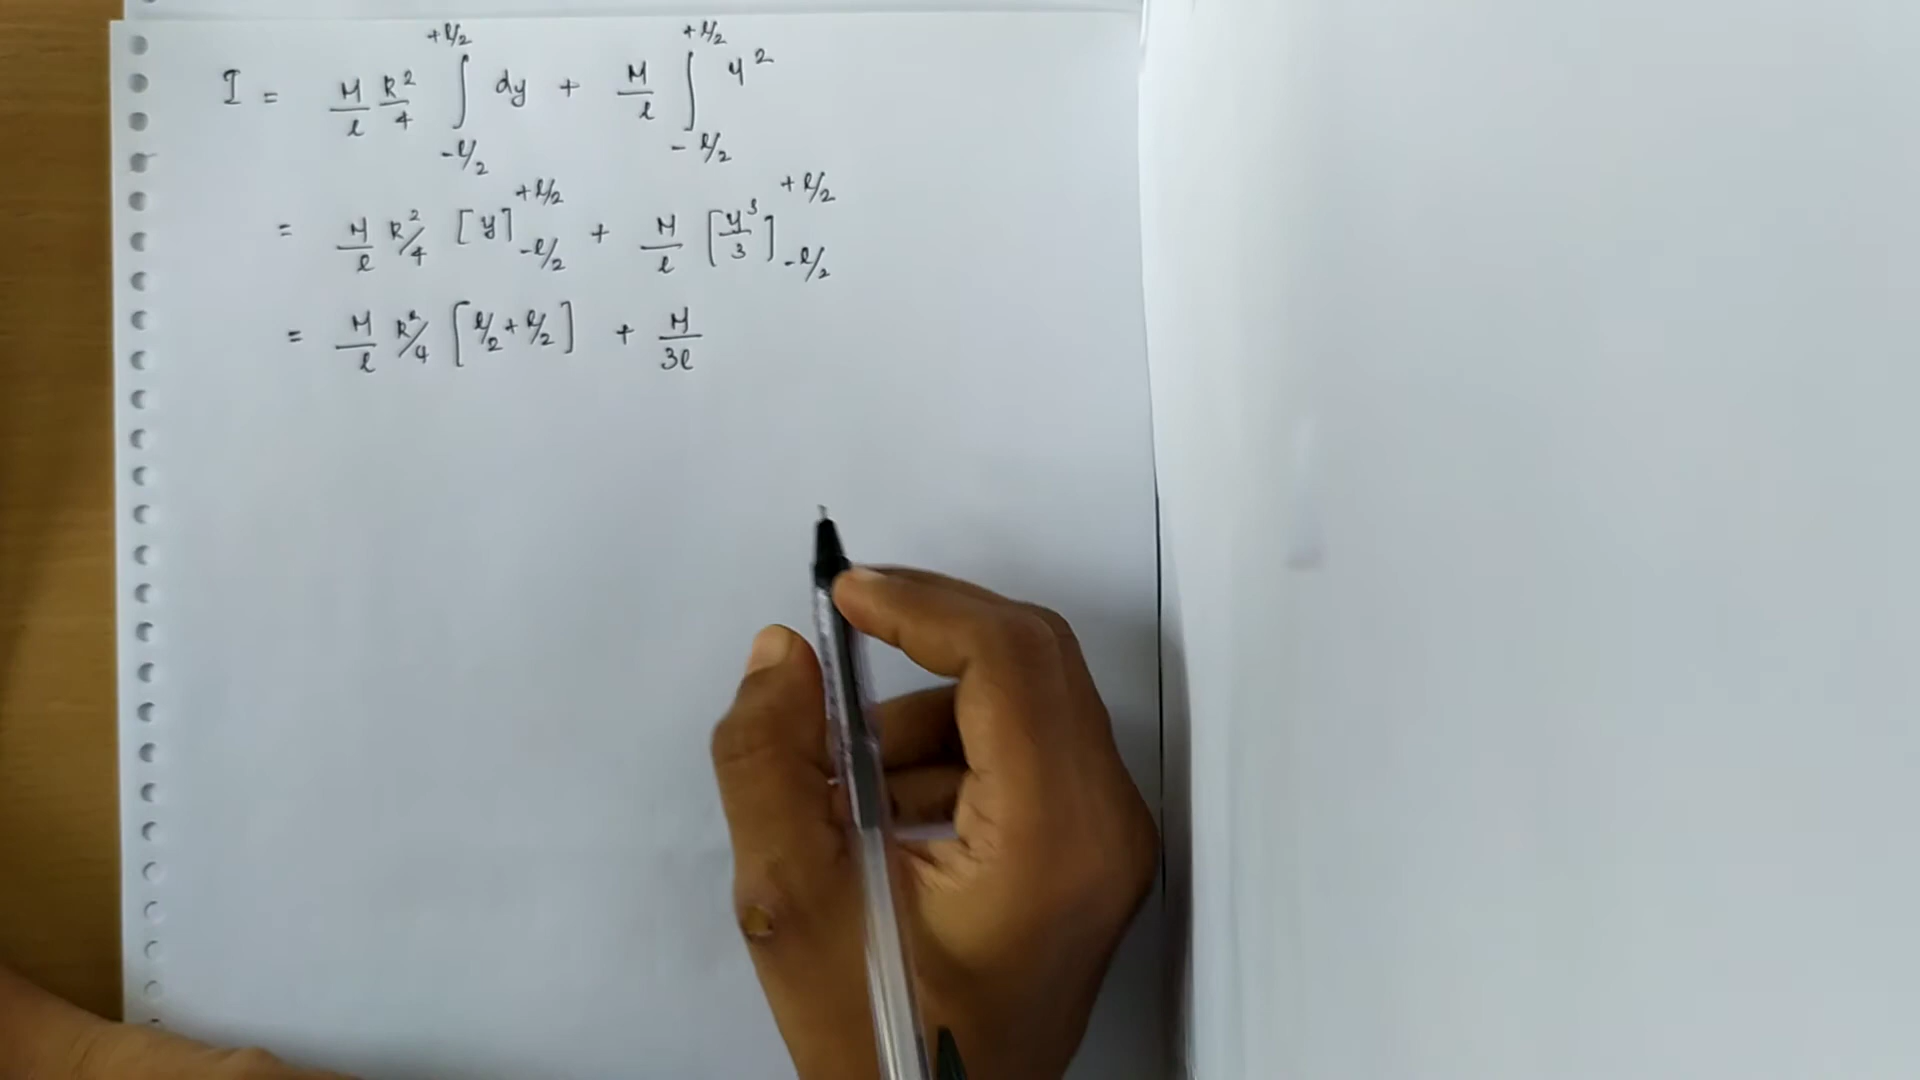 I = M/l R²/4 ∫_{-l/2}^{+l/2} dy + M/l ∫_{-l/2}^{+l/2} y²
= M/l R²/4 [y]_{-l/2}^{+l/2} + M/l [y³/3]_{-l/2}^{+l/2}
= M/l R²/4 [l/2 + l/2] + M/3l